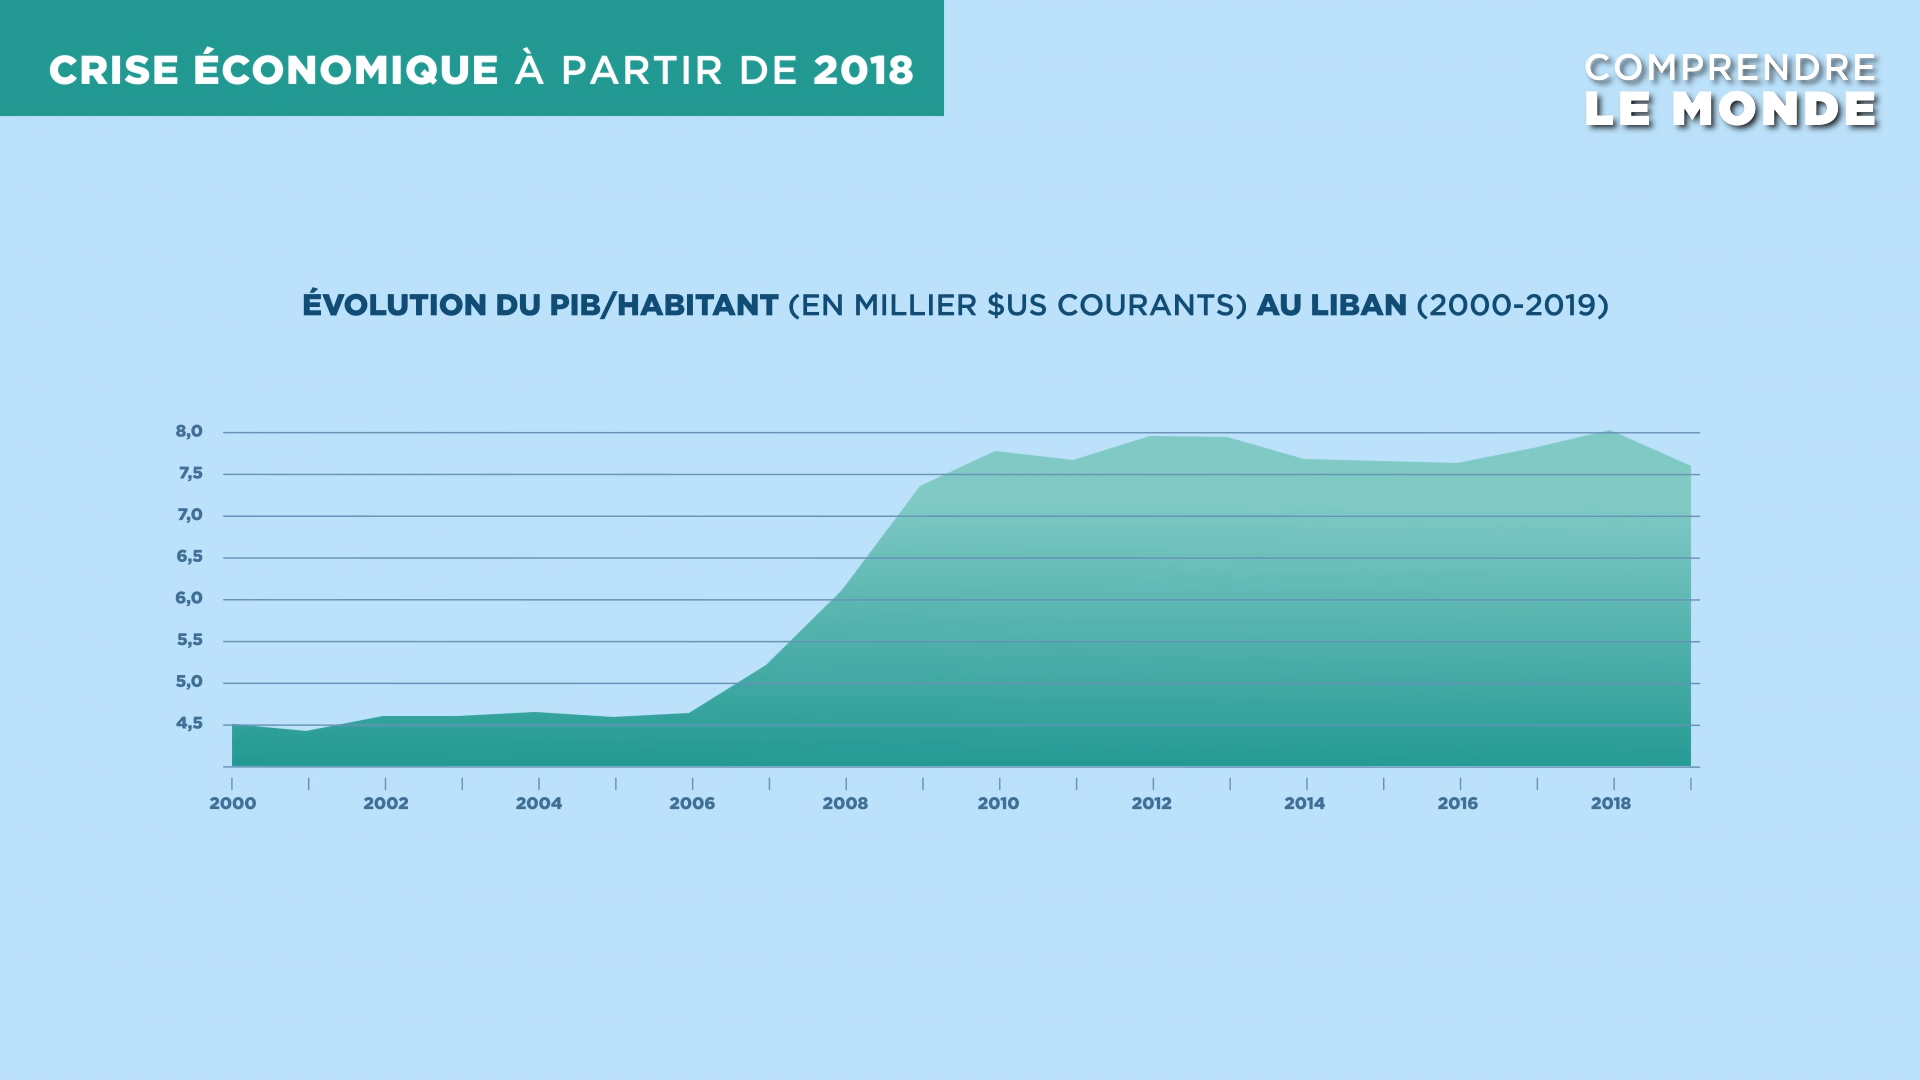 CRISE ÉCONOMIQUE À PARTIR DE 2018
COMPRENDRE
LE MONDE
ÉVOLUTION DU PIB/HABITANT (EN MILLIER $US COURANTS) AU LIBAN (2000-2019)
8,0
7,5
7,0
6,5
6,0
5,5
5,0
4,5
2000 2002 2004 2006 2008 2010 2012 2014 2016 2018